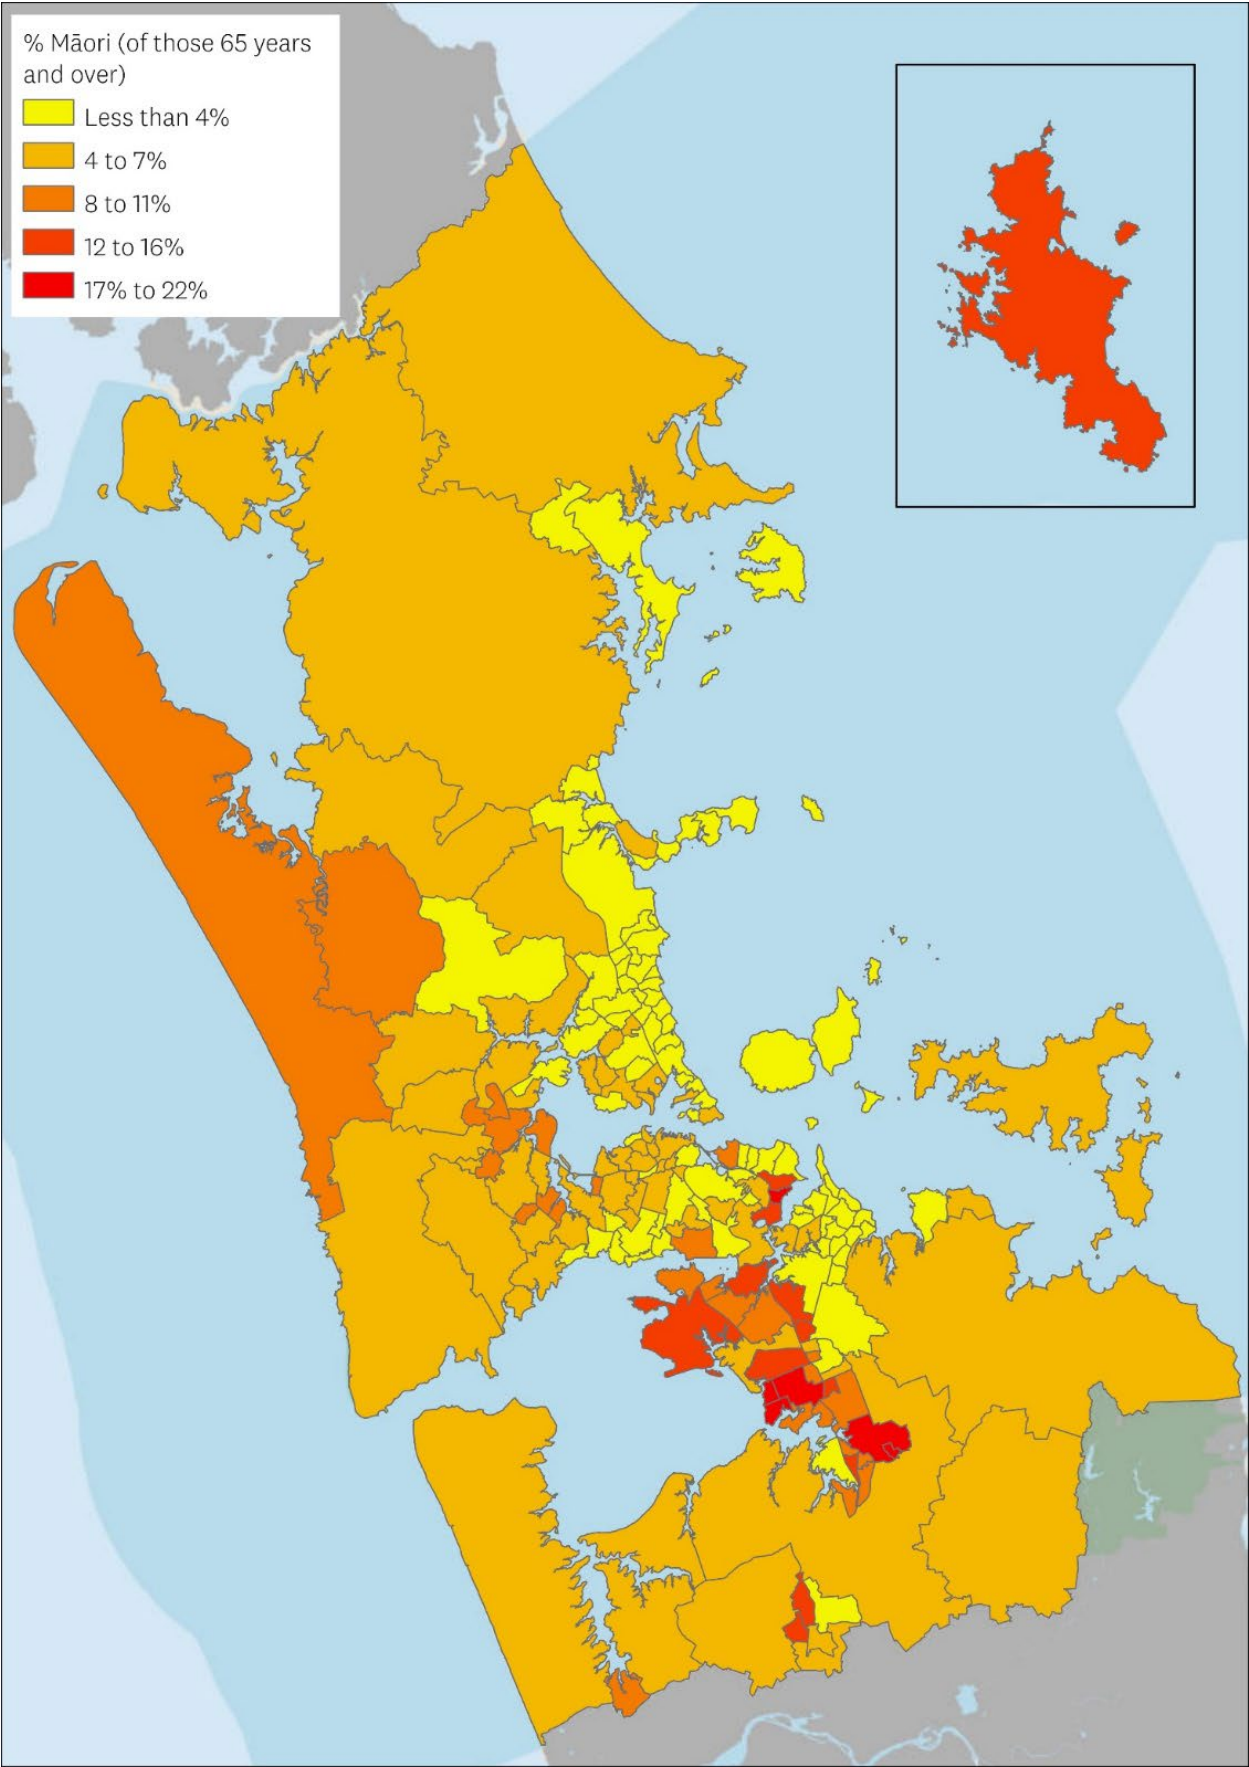 % Māori (of those 65 years
and over)
Less than 4%
4 to 7%
8 to 11%
12 to 16%
17% to 22%